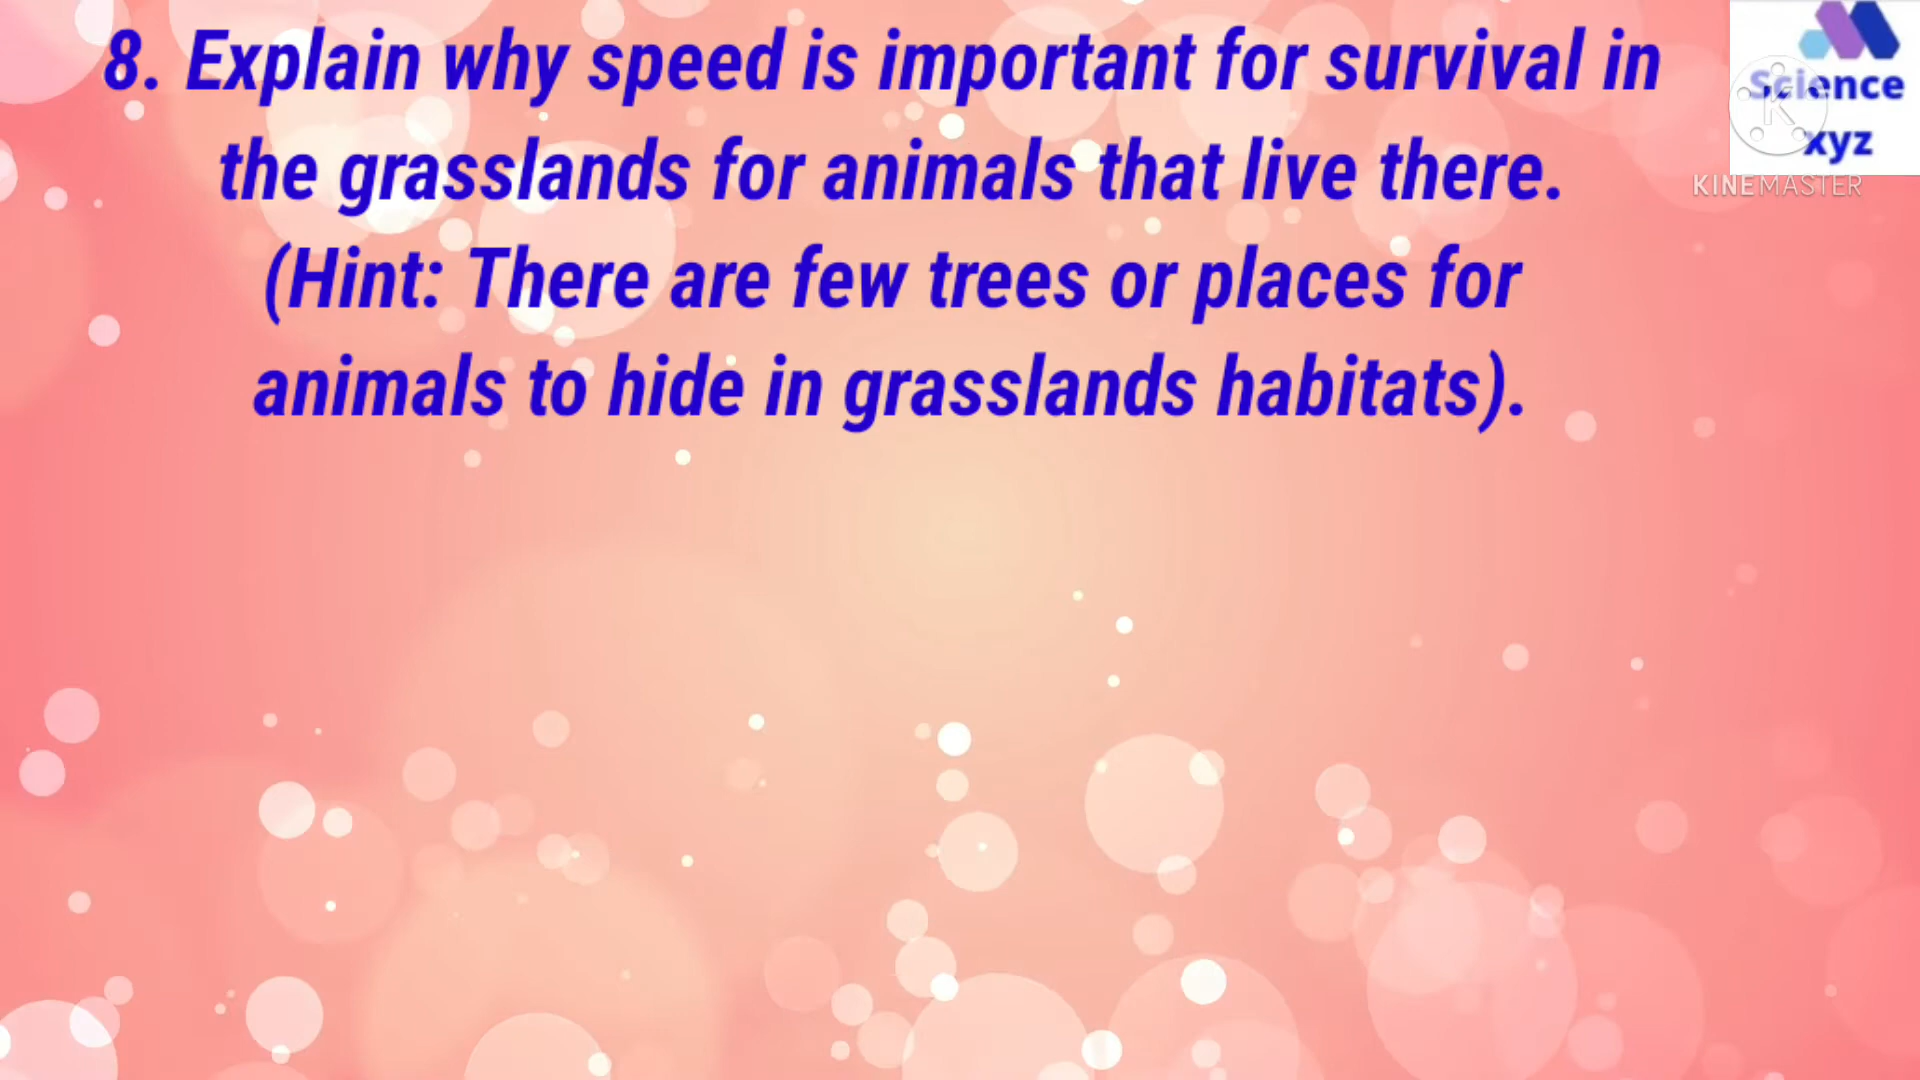 8. Explain why speed is important for survival in
the grasslands for animals that live there.
(Hint: There are few trees or places for
animals to hide in grasslands habitats).
Science
xyz
KINEMASTER